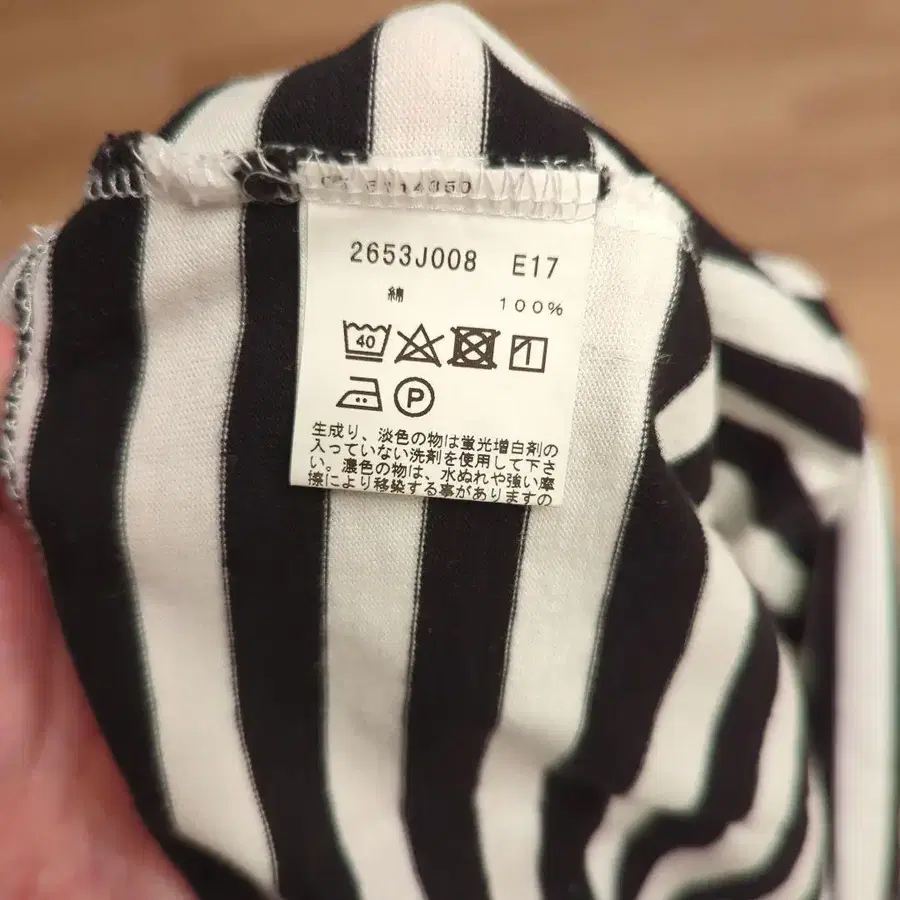 2653J008 E17
綿 100%
40
P
生成り、淡色の物は蛍光増白剤の
入っていない洗剤を使用して下さ
い。濃色の物は、水ぬれや強い摩
擦により移染する事がありますの